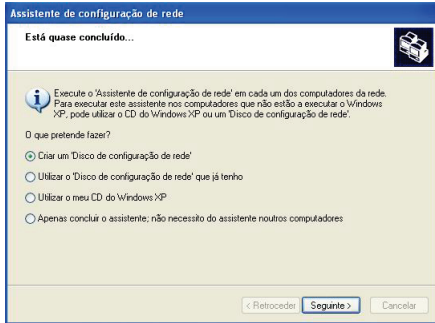 Assistente de configuração de rede
Está quase concluído...
Execute o 'Assistente de configuração de rede' em cada um dos computadores da rede.
Para executar este assistente nos computadores que não estão a executar o Windows
XP, pode utilizar o CD do Windows XP ou um 'Disco de configuração de rede'.
O que pretende fazer?
Criar um 'Disco de configuração de rede'
Utilizar o 'Disco de configuração de rede' que já tenho
Utilizar o meu CD do Windows XP
Apenas concluir o assistente; não necessito do assistente noutros computadores
< Retroceder Seguinte > Cancelar